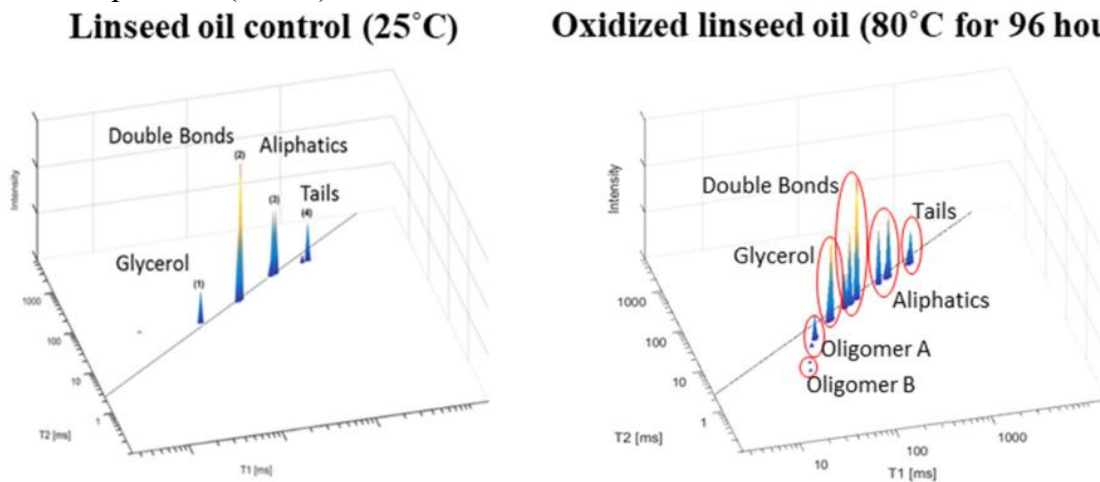 Linseed oil control (25˚C)
Oxidized linseed oil (80˚C for 96 hou
Double Bonds
(2)
Aliphatics
(3)
Tails
(4)
Glycerol
(1)
Intensity
1000
100
10
1
T2 [ms]
T1 [ms]
Double Bonds
Tails
Glycerol
Aliphatics
Oligomer A
Oligomer B
Intensity
1000
100
10
1
T2 [ms]
10
100
1000
T1 [ms]